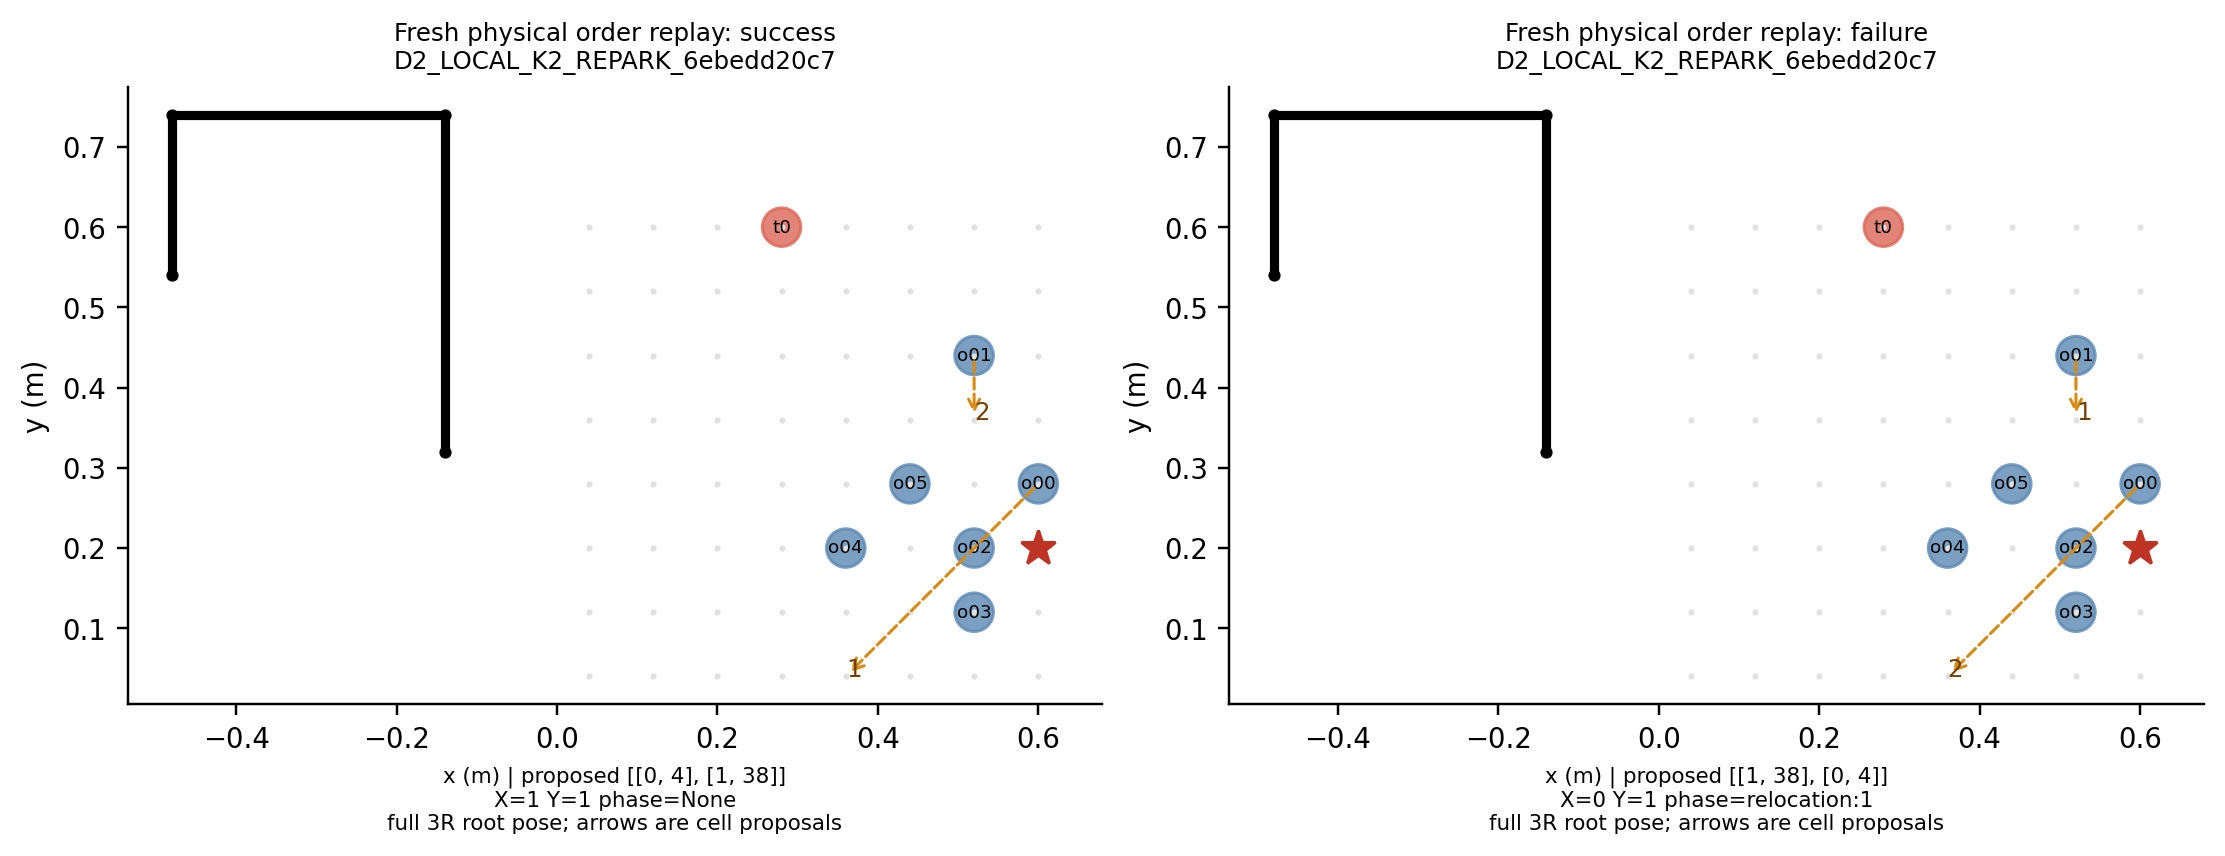 Fresh physical order replay: success
D2_LOCAL_K2_REPARK_6ebedd20c7
y (m)
0.7
0.6
0.5
0.4
0.3
0.2
0.1
t0
o01
2
o05
o00
o04
o02
o03
1
−0.4
−0.2
0.0
0.2
0.4
0.6
x (m) | proposed [[0, 4], [1, 38]]
X=1 Y=1 phase=None
full 3R root pose; arrows are cell proposals
Fresh physical order replay: failure
D2_LOCAL_K2_REPARK_6ebedd20c7
y (m)
0.7
0.6
0.5
0.4
0.3
0.2
0.1
t0
o01
1
o05
o00
o04
o02
o03
2
−0.4
−0.2
0.0
0.2
0.4
0.6
x (m) | proposed [[1, 38], [0, 4]]
X=0 Y=1 phase=relocation:1
full 3R root pose; arrows are cell proposals